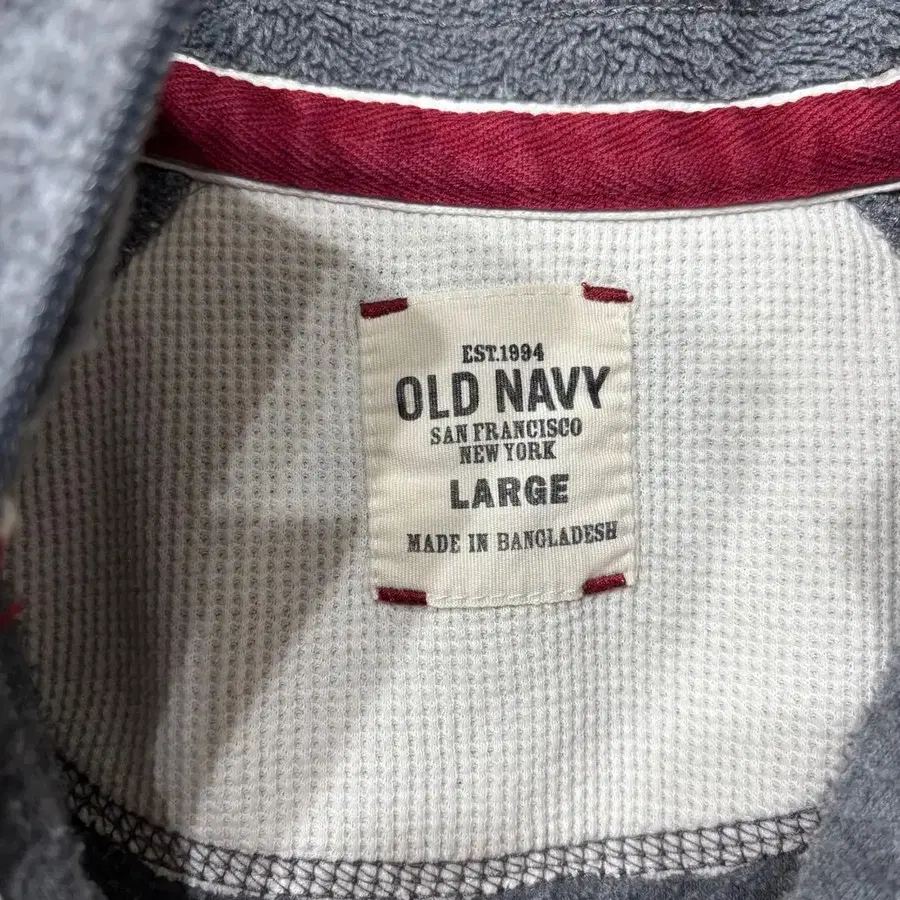 EST.1994
OLD NAVY
SAN FRANCISCO
NEW YORK
LARGE
MADE IN BANGLADESH